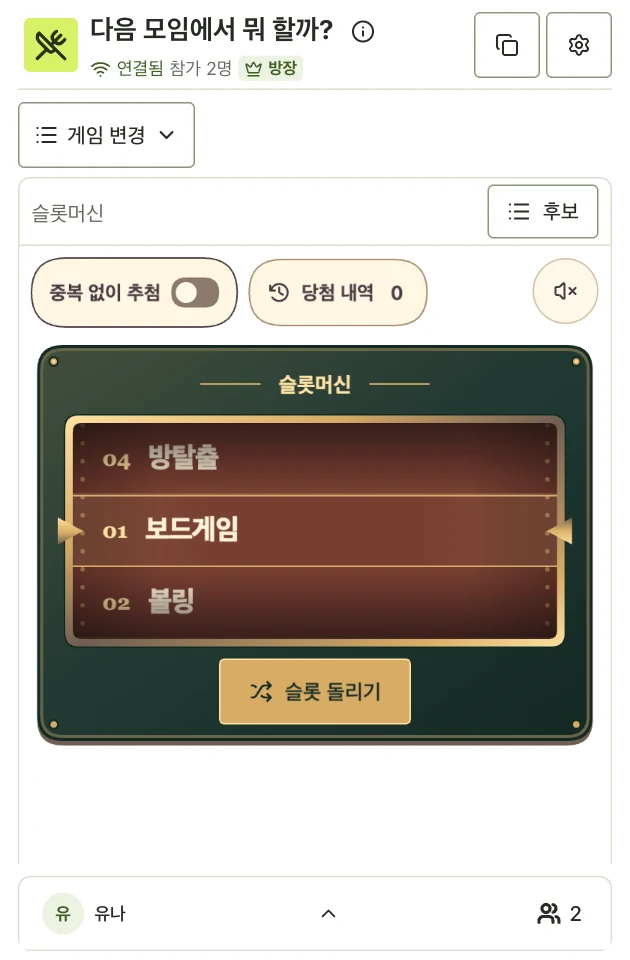 다음 모임에서 뭐 할까?
연결됨 참가 2명 방장
게임 변경
슬롯머신
후보
중복 없이 추첨
당첨 내역 0
슬롯머신
04 방탈출
01 보드게임
02 볼링
슬롯 돌리기
유 유나
2